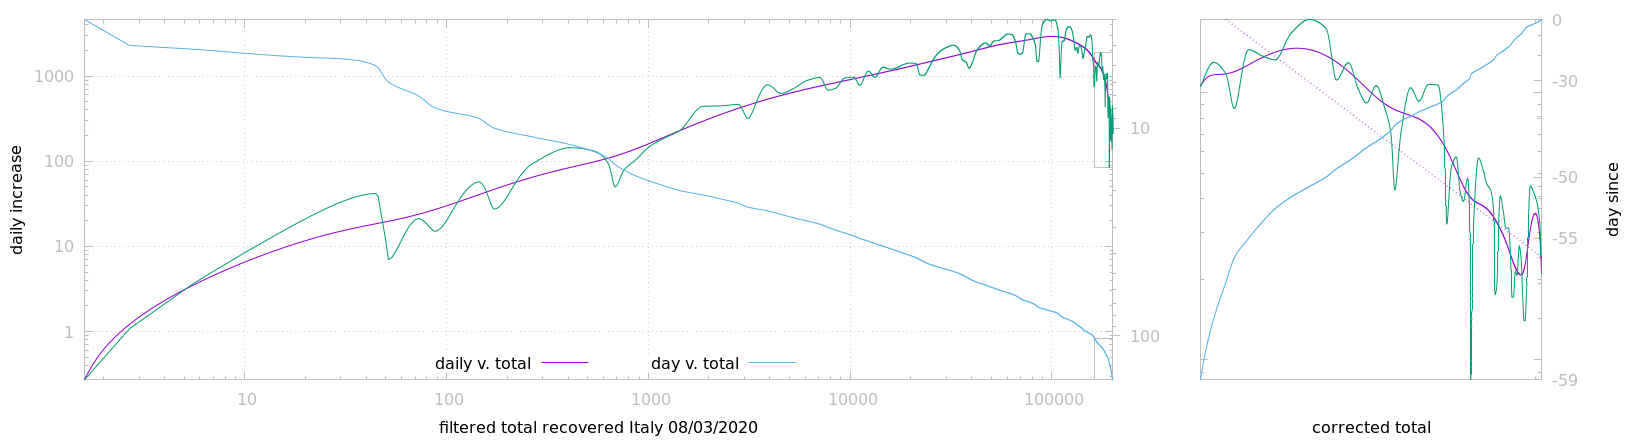 daily increase
1000
100
10
1
10
100
daily v. total
day v. total
10
100
1000
10000
100000
filtered total recovered Italy 08/03/2020
0
-30
-50
-55
-59
day since
corrected total